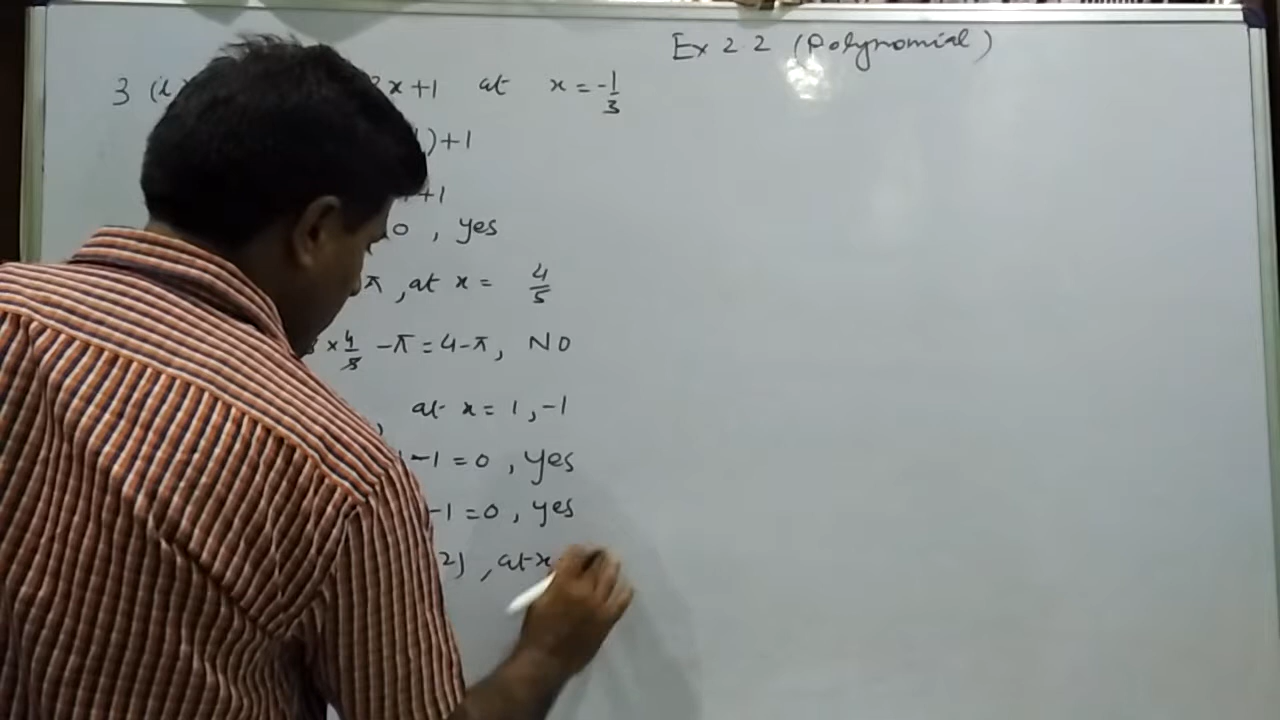 Ex 2 2 (Polynomial)
3 (i x + 1 at x = -1/3
) + 1
+ 1
0 , yes
π , at x = 4/5
× 4/5 - π = 4 - π , NO
, at x = 1 , -1
- 1 = 0 , yes
- 1 = 0 , yes
2) , at x